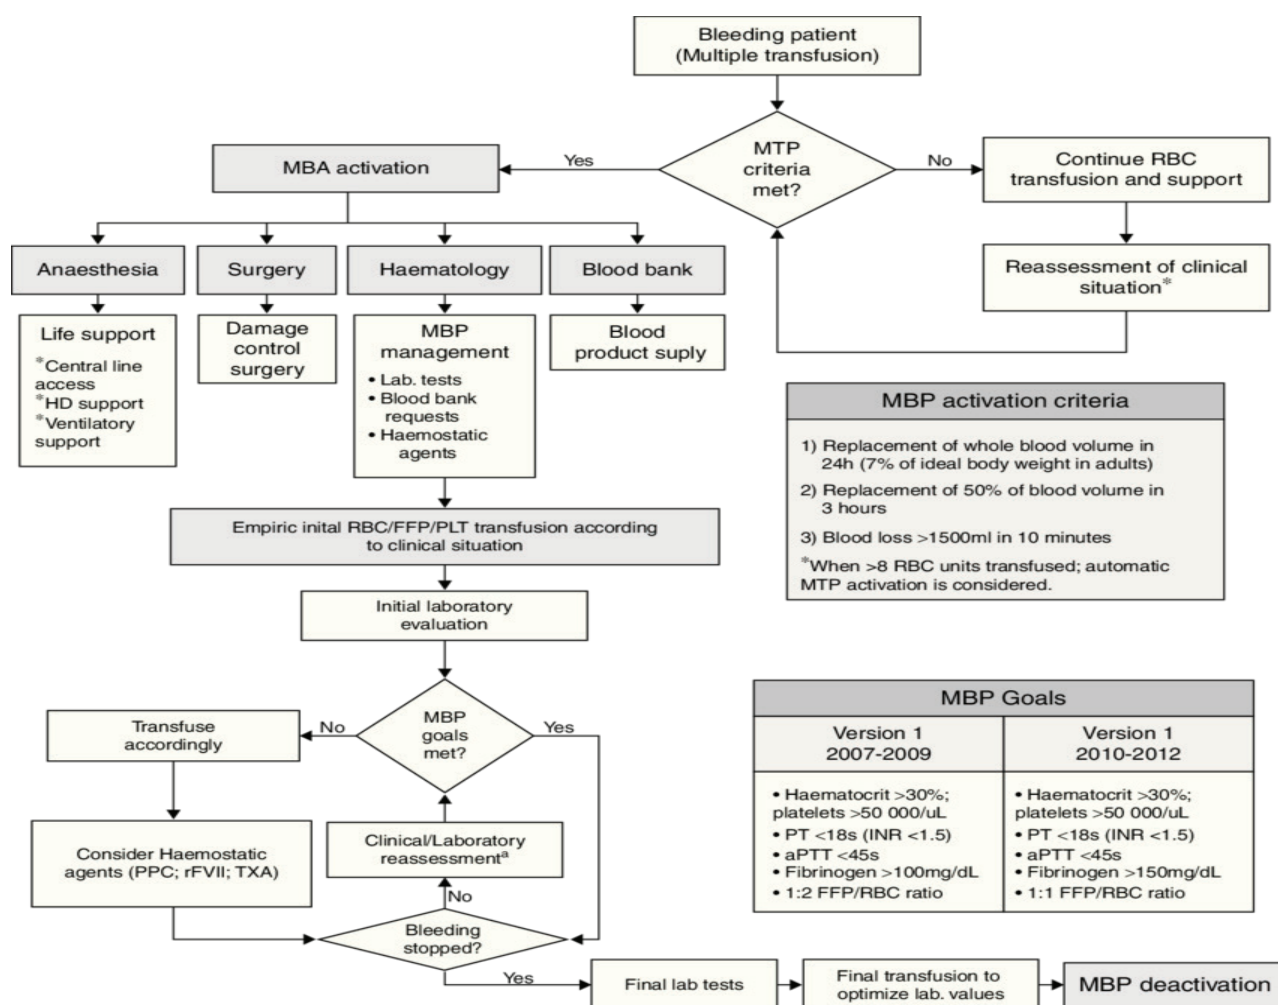 Bleeding patient
(Multiple transfusion)
MTP
criteria
met?
Yes
No
MBA activation
Continue RBC
transfusion and support
Reassessment of clinical
situation*
Anaesthesia
Surgery
Haematology
Blood bank
Life support
*Central line
access
*HD support
*Ventilatory
support
Damage
control
surgery
MBP
management
• Lab. tests
• Blood bank
requests
• Haemostatic
agents
Blood
product suply
MBP activation criteria
1) Replacement of whole blood volume in
24h (7% of ideal body weight in adults)
2) Replacement of 50% of blood volume in
3 hours
3) Blood loss >1500ml in 10 minutes
*When >8 RBC units transfused; automatic
MTP activation is considered.
Empiric inital RBC/FFP/PLT transfusion according
to clinical situation
Initial laboratory
evaluation
MBP
goals
met?
No
Yes
Transfuse
accordingly
Consider Haemostatic
agents (PPC; rFVII; TXA)
Clinical/Laboratory
reassessmentª
No
Bleeding
stopped?
Yes
Final lab tests
Final transfusion to
optimize lab. values
MBP deactivation
MBP Goals
Version 1
2007-2009
• Haematocrit >30%;
platelets >50 000/uL
• PT <18s (INR <1.5)
• aPTT <45s
• Fibrinogen >100mg/dL
• 1:2 FFP/RBC ratio
Version 1
2010-2012
• Haematocrit >30%;
platelets >50 000/uL
• PT <18s (INR <1.5)
• aPTT <45s
• Fibrinogen >150mg/dL
• 1:1 FFP/RBC ratio